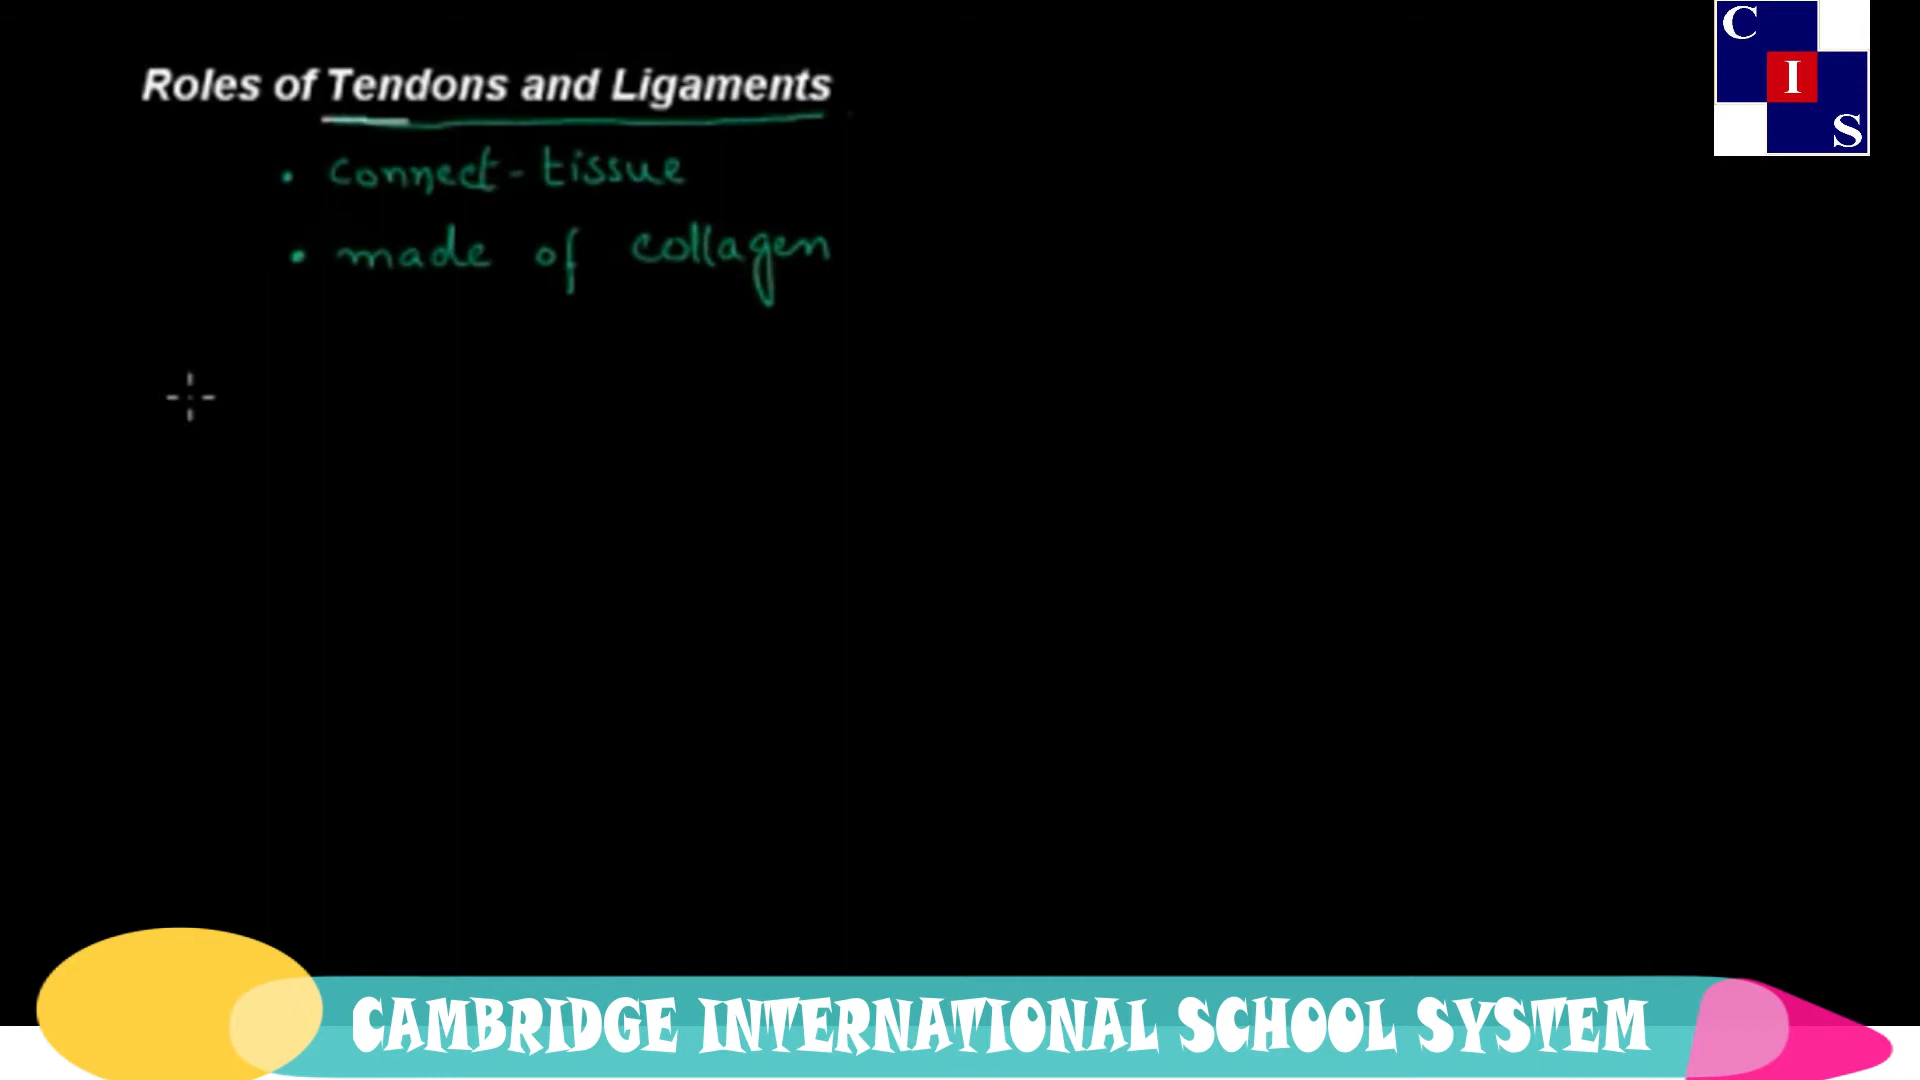 Roles of Tendons and Ligaments
• connect-tissue
• made of collagen
C
I
S
CAMBRIDGE INTERNATIONAL SCHOOL SYSTEM